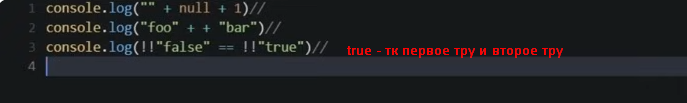 1 console.log("" + null + 1)//
2 console.log("foo" + + "bar")//
3 console.log(!!"false" == !!"true")// true - тк первое тру и второе тру
4